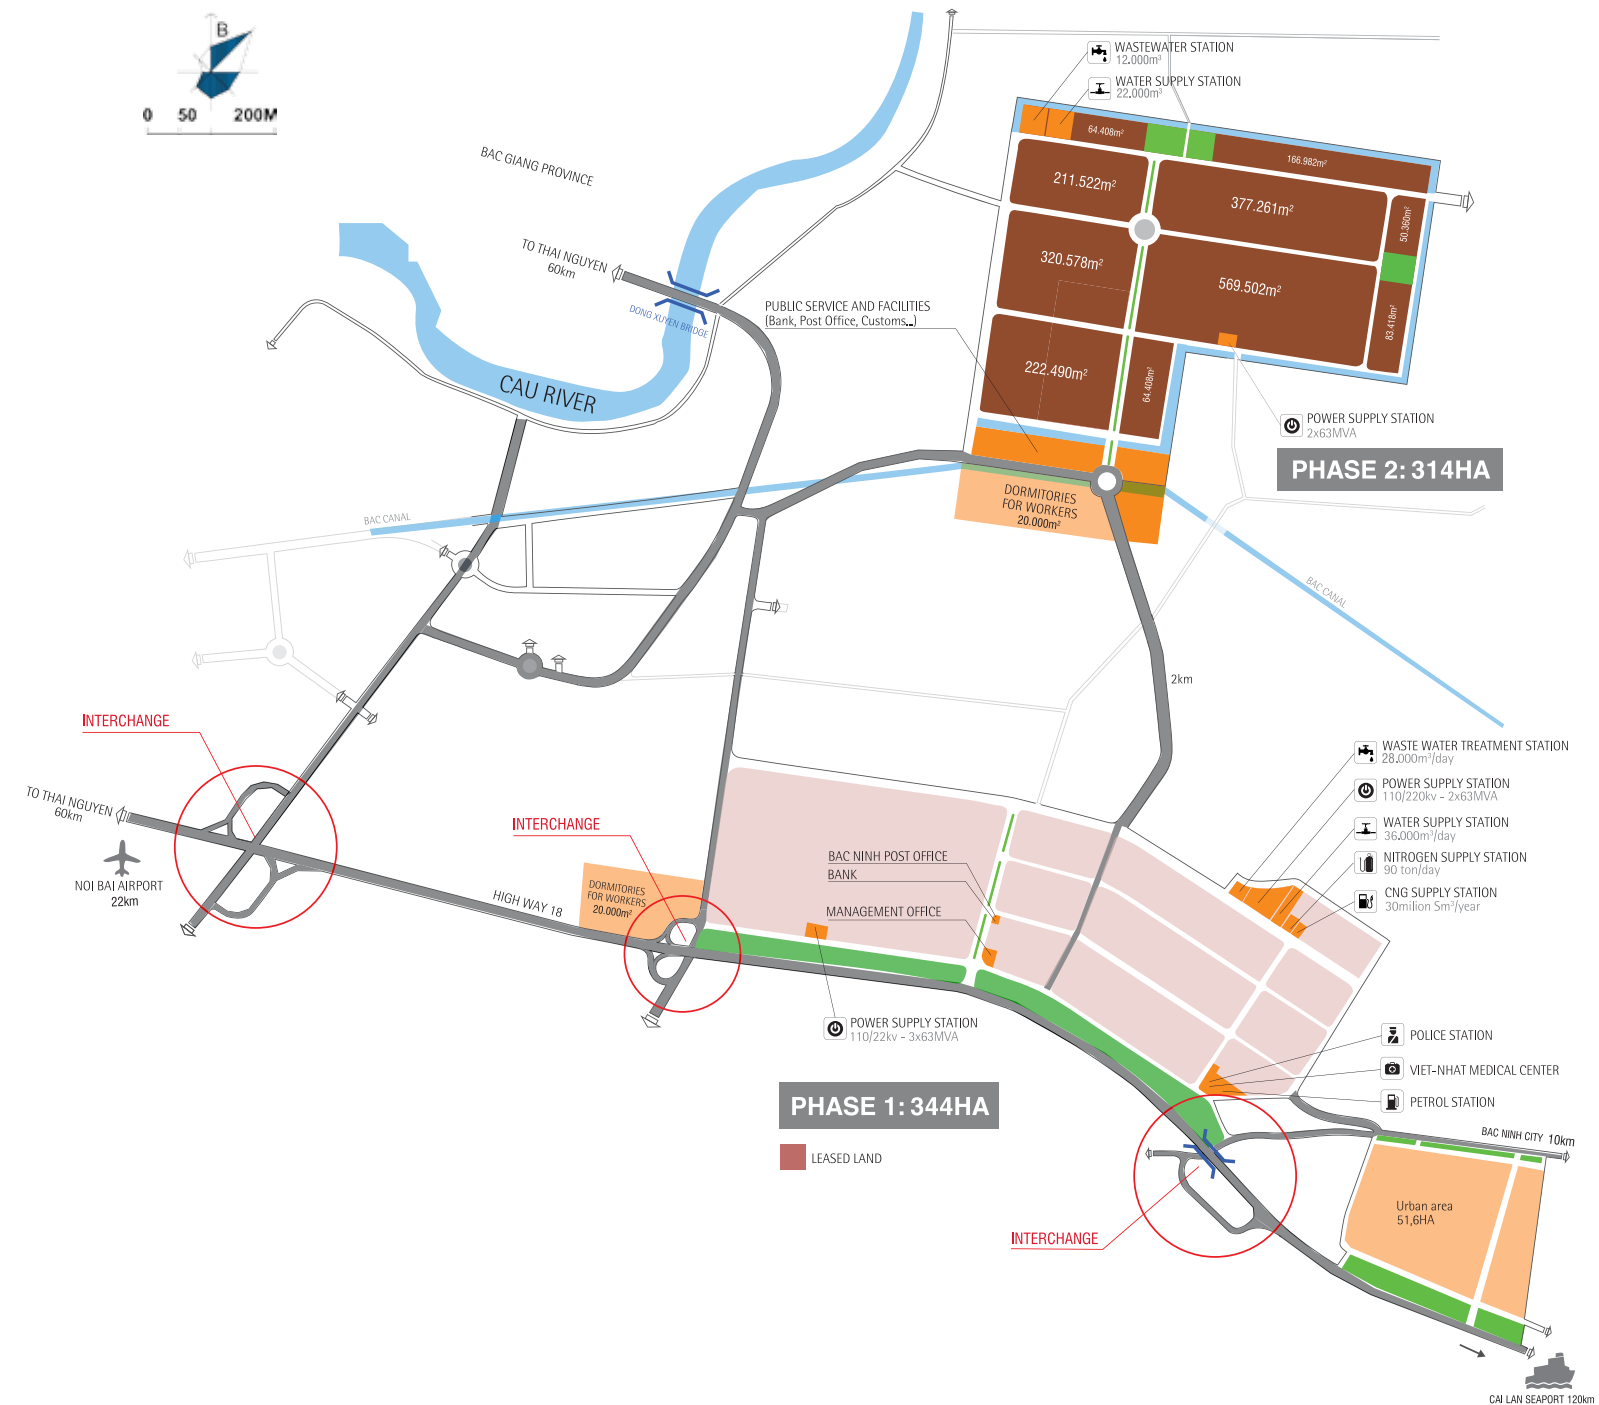 B
0 50 200M
WASTEWATER STATION
12.000m³
WATER SUPPLY STATION
22.000m³
BAC GIANG PROVINCE
64.408m²
166.982m²
211.522m²
377.261m²
50.360m²
320.578m²
569.502m²
83.418m²
222.490m²
64.408m²
TO THAI NGUYEN
60km
DONG XUYEN BRIDGE
PUBLIC SERVICE AND FACILITIES
(Bank, Post Office, Customs...)
CAU RIVER
POWER SUPPLY STATION
2x63MVA
PHASE 2: 314HA
DORMITORIES
FOR WORKERS
20.000m²
BAC CANAL
BAC CANAL
2km
INTERCHANGE
TO THAI NGUYEN
60km
NOI BAI AIRPORT
22km
INTERCHANGE
HIGH WAY 18
DORMITORIES
FOR WORKERS
20.000m²
BAC NINH POST OFFICE
BANK
MANAGEMENT OFFICE
WASTE WATER TREATMENT STATION
28.000m³/day
POWER SUPPLY STATION
110/220kv - 2x63MVA
WATER SUPPLY STATION
36.000m³/day
NITROGEN SUPPLY STATION
90 ton/day
CNG SUPPLY STATION
30milion Sm³/year
POWER SUPPLY STATION
110/22kv - 3x63MVA
POLICE STATION
VIET-NHAT MEDICAL CENTER
PETROL STATION
PHASE 1: 344HA
LEASED LAND
BAC NINH CITY 10km
Urban area
51,6HA
INTERCHANGE
CAI LAN SEAPORT 120km